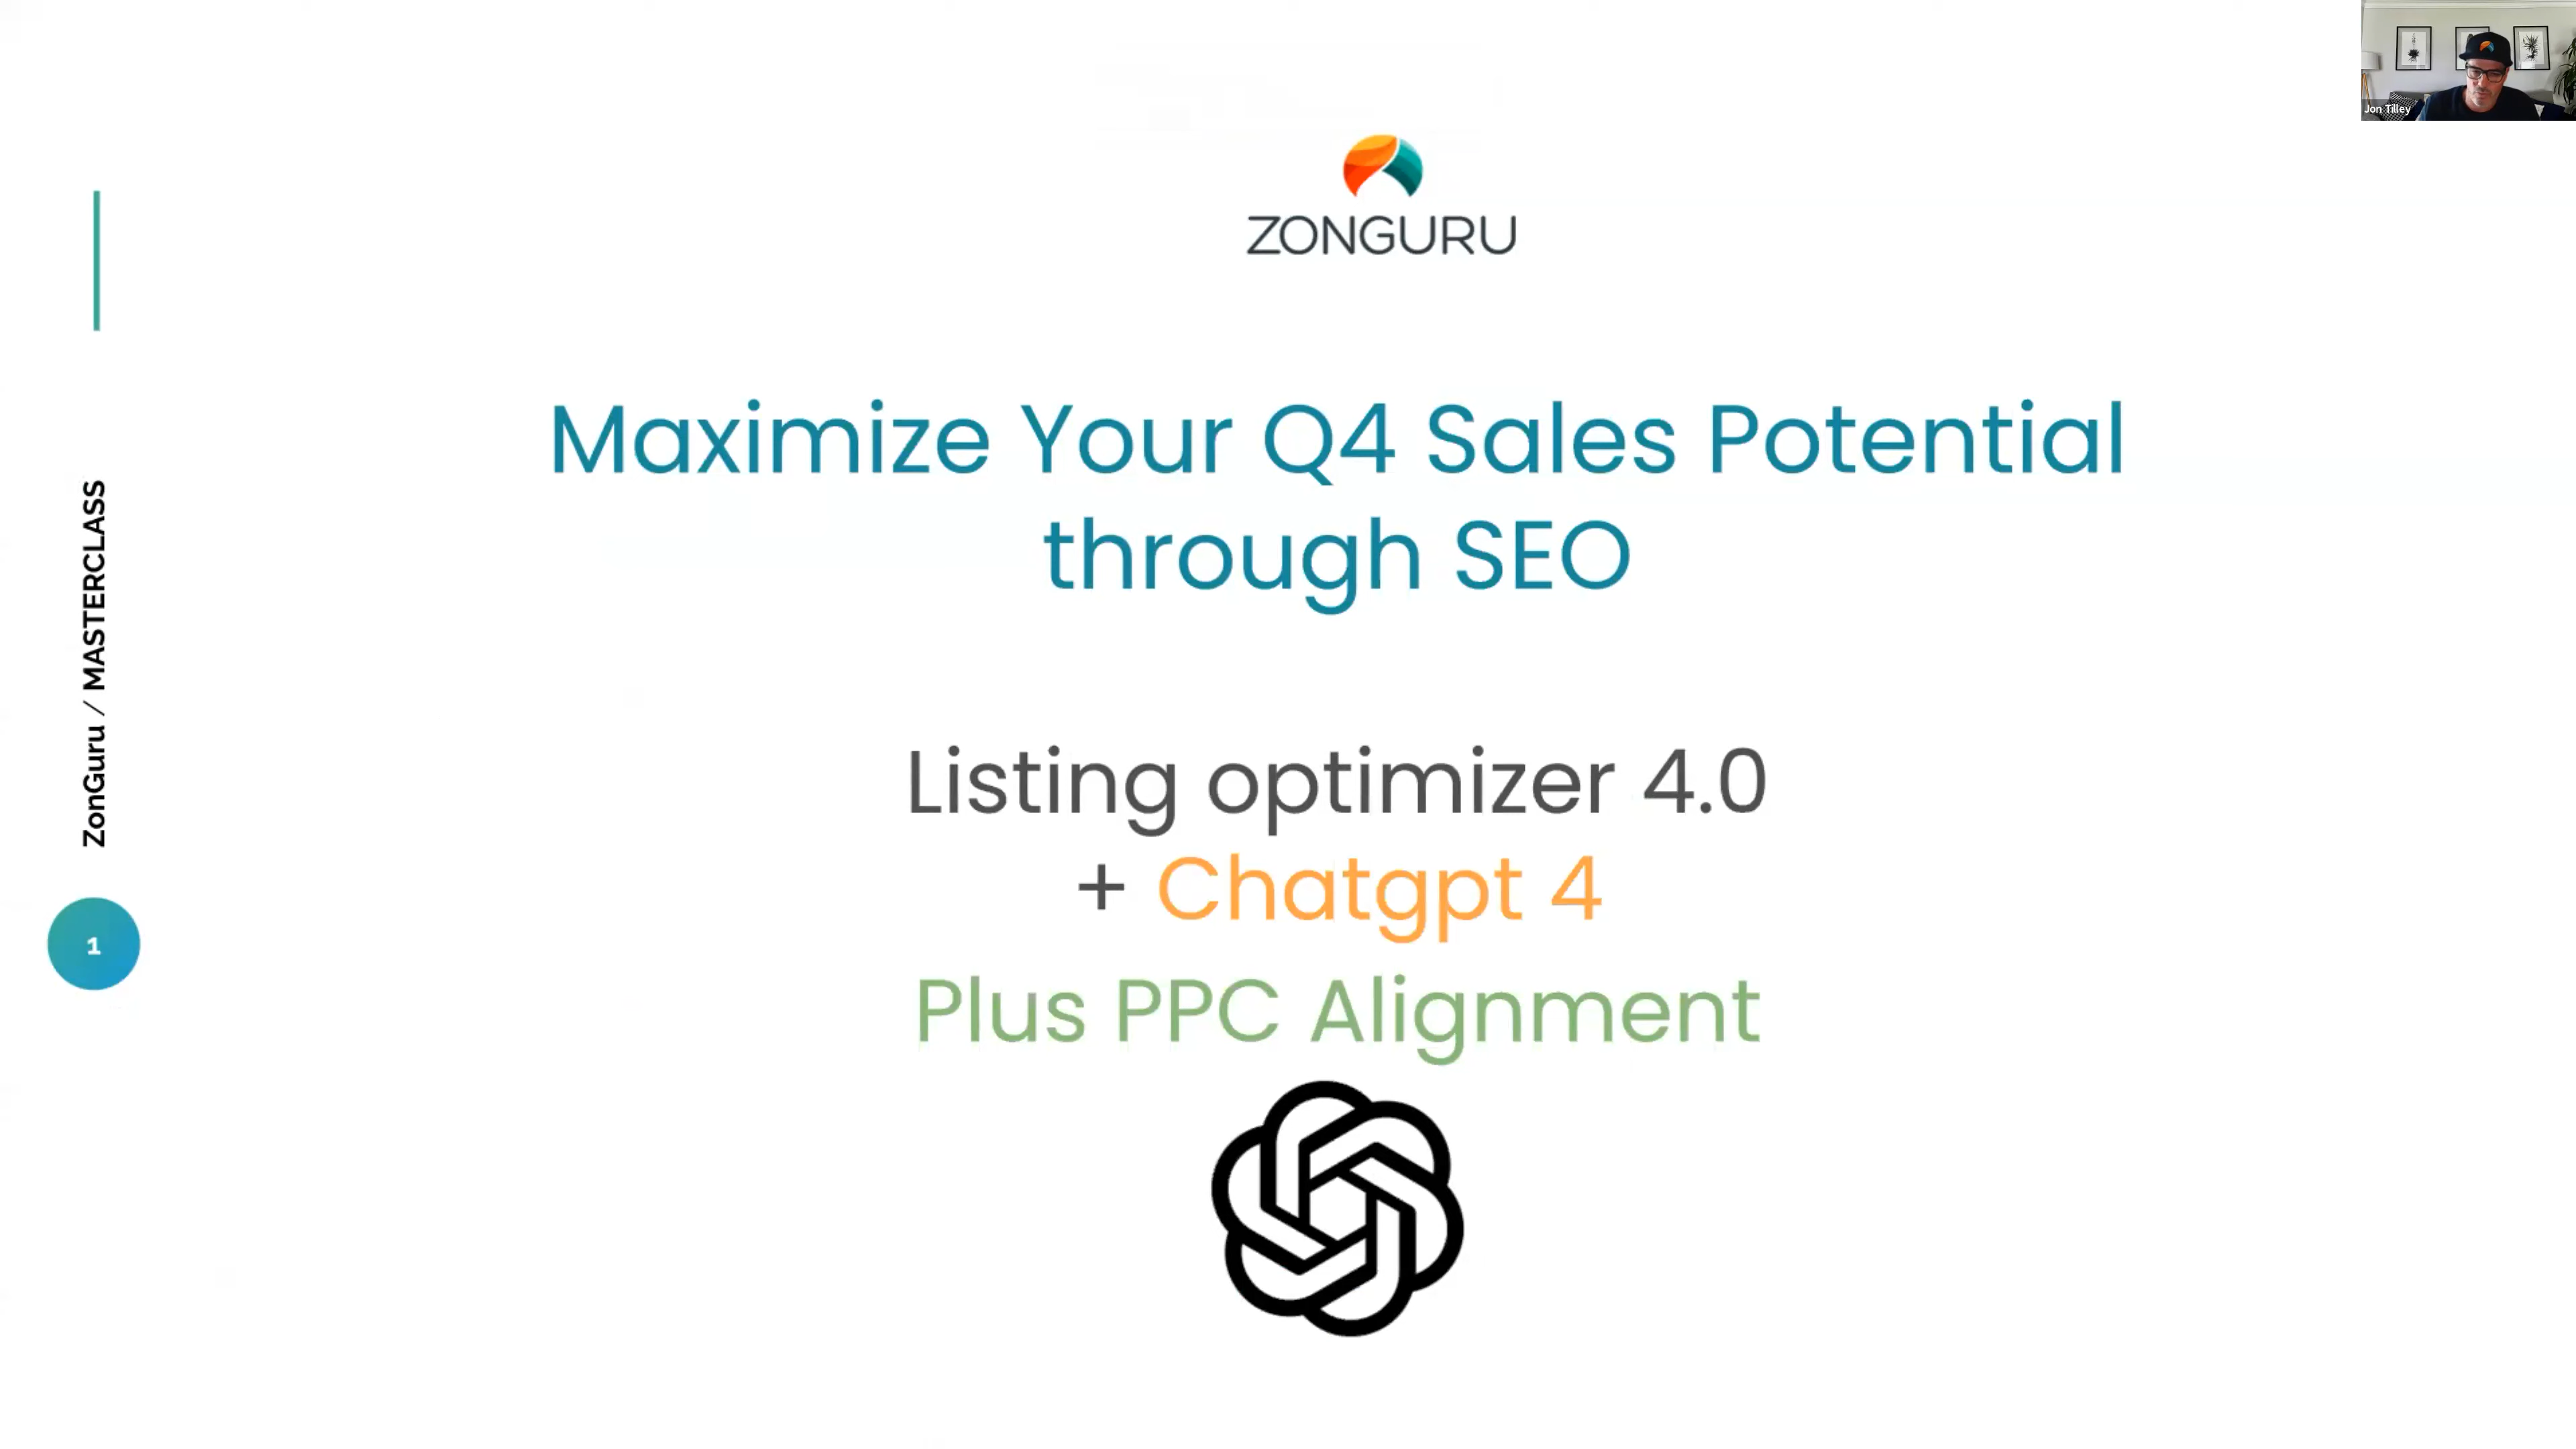 Jon Tilley
ZONGURU
Maximize Your Q4 Sales Potential
through SEO
Listing optimizer 4.0
+ Chatgpt 4
Plus PPC Alignment
ZonGuru / MASTERCLASS
1